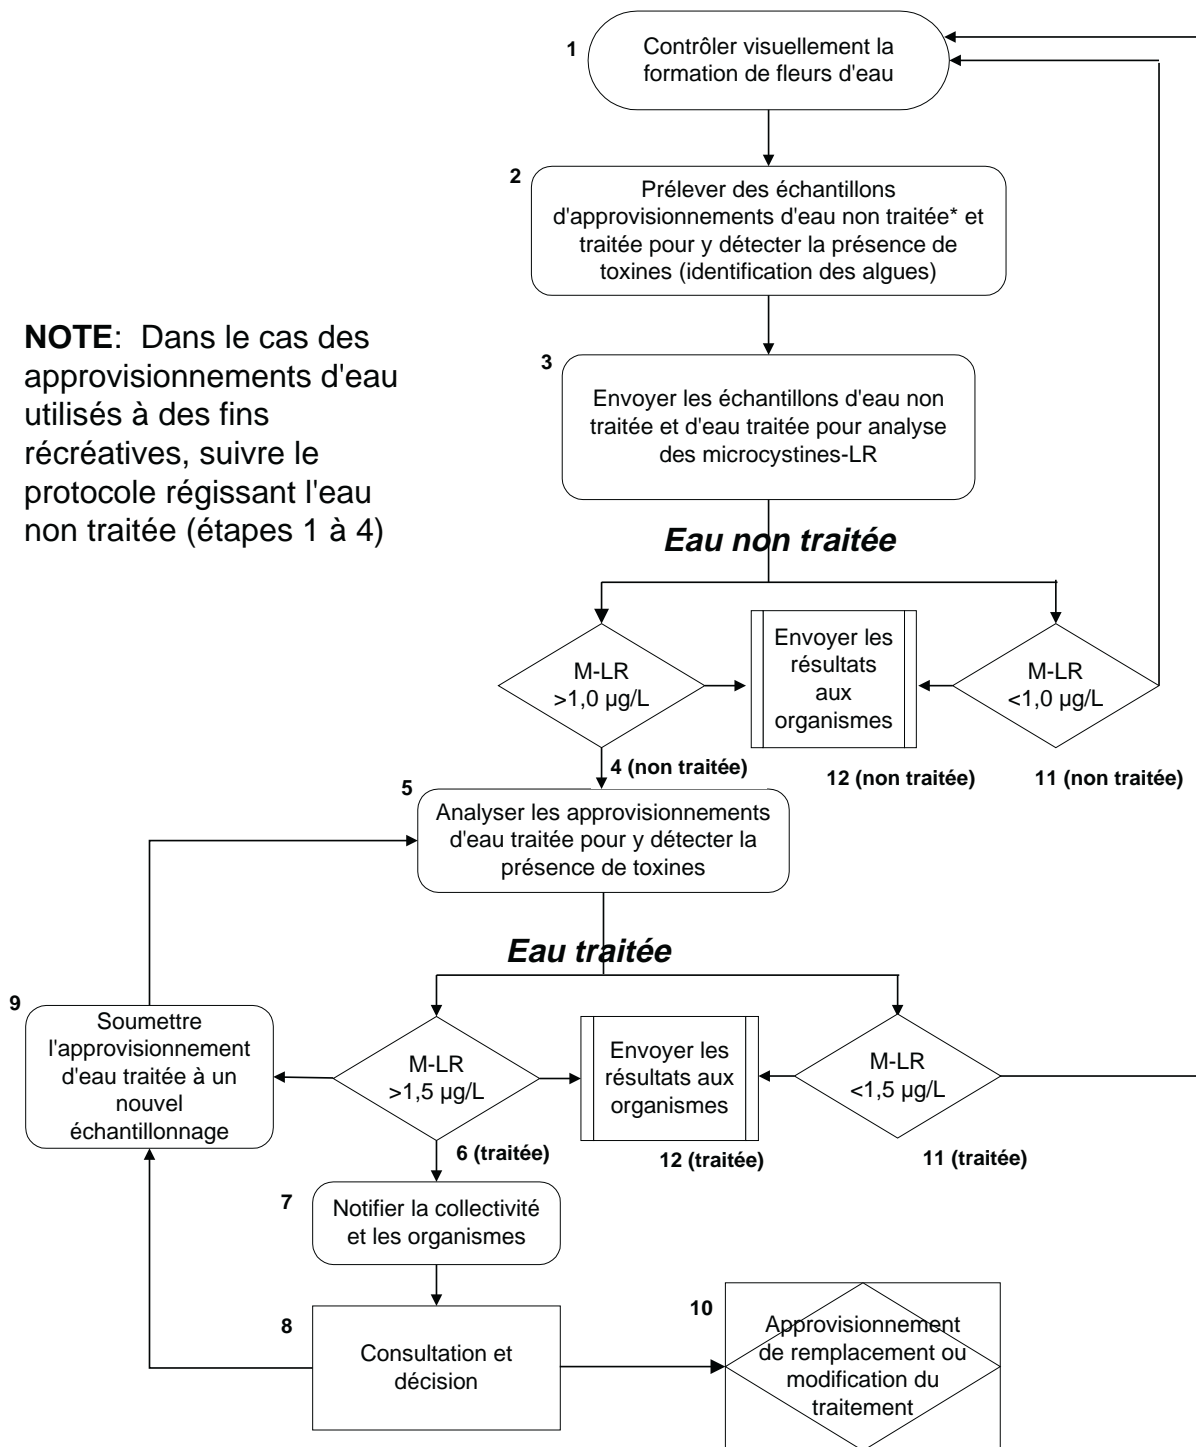 1
Contrôler visuellement la
formation de fleurs d'eau
2
Prélever des échantillons
d'approvisionnements d'eau non traitée* et
traitée pour y détecter la présence de
toxines (identification des algues)
NOTE: Dans le cas des
approvisionnements d'eau
utilisés à des fins
récréatives, suivre le
protocole régissant l'eau
non traitée (étapes 1 à 4)
3
Envoyer les échantillons d'eau non
traitée et d'eau traitée pour analyse
des microcystines-LR
Eau non traitée
M-LR
>1,0 µg/L
Envoyer les
résultats
aux
organismes
M-LR
<1,0 µg/L
4 (non traitée)
12 (non traitée)
11 (non traitée)
5
Analyser les approvisionnements
d'eau traitée pour y détecter la
présence de toxines
Eau traitée
9
Soumettre
l'approvisionnement
d'eau traitée à un
nouvel
échantillonnage
M-LR
>1,5 µg/L
Envoyer les
résultats aux
organismes
M-LR
<1,5 µg/L
6 (traitée)
12 (traitée)
11 (traitée)
7
Notifier la collectivité
et les organismes
8
Consultation et
décision
10
Approvisionnement
de remplacement ou
modification du
traitement